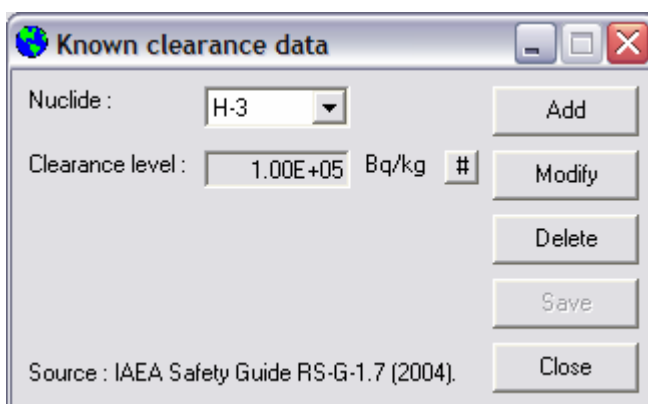 Known clearance data
Nuclide : H-3 Add
Clearance level : 1.00E+05 Bq/kg # Modify
Delete
Save
Source : IAEA Safety Guide RS-G-1.7 (2004). Close